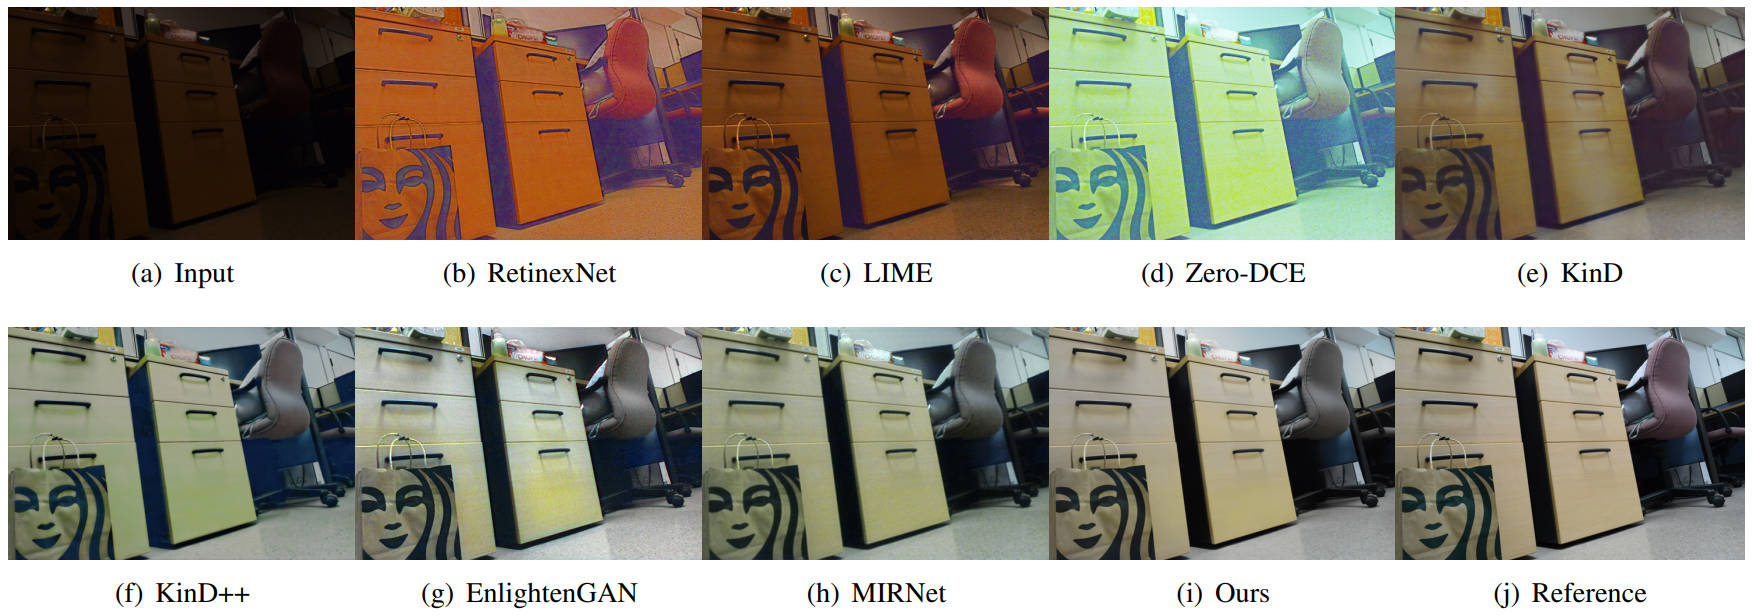 (a) Input
(b) RetinexNet
(c) LIME
(d) Zero-DCE
(e) KinD
(f) KinD++
(g) EnlightenGAN
(h) MIRNet
(i) Ours
(j) Reference